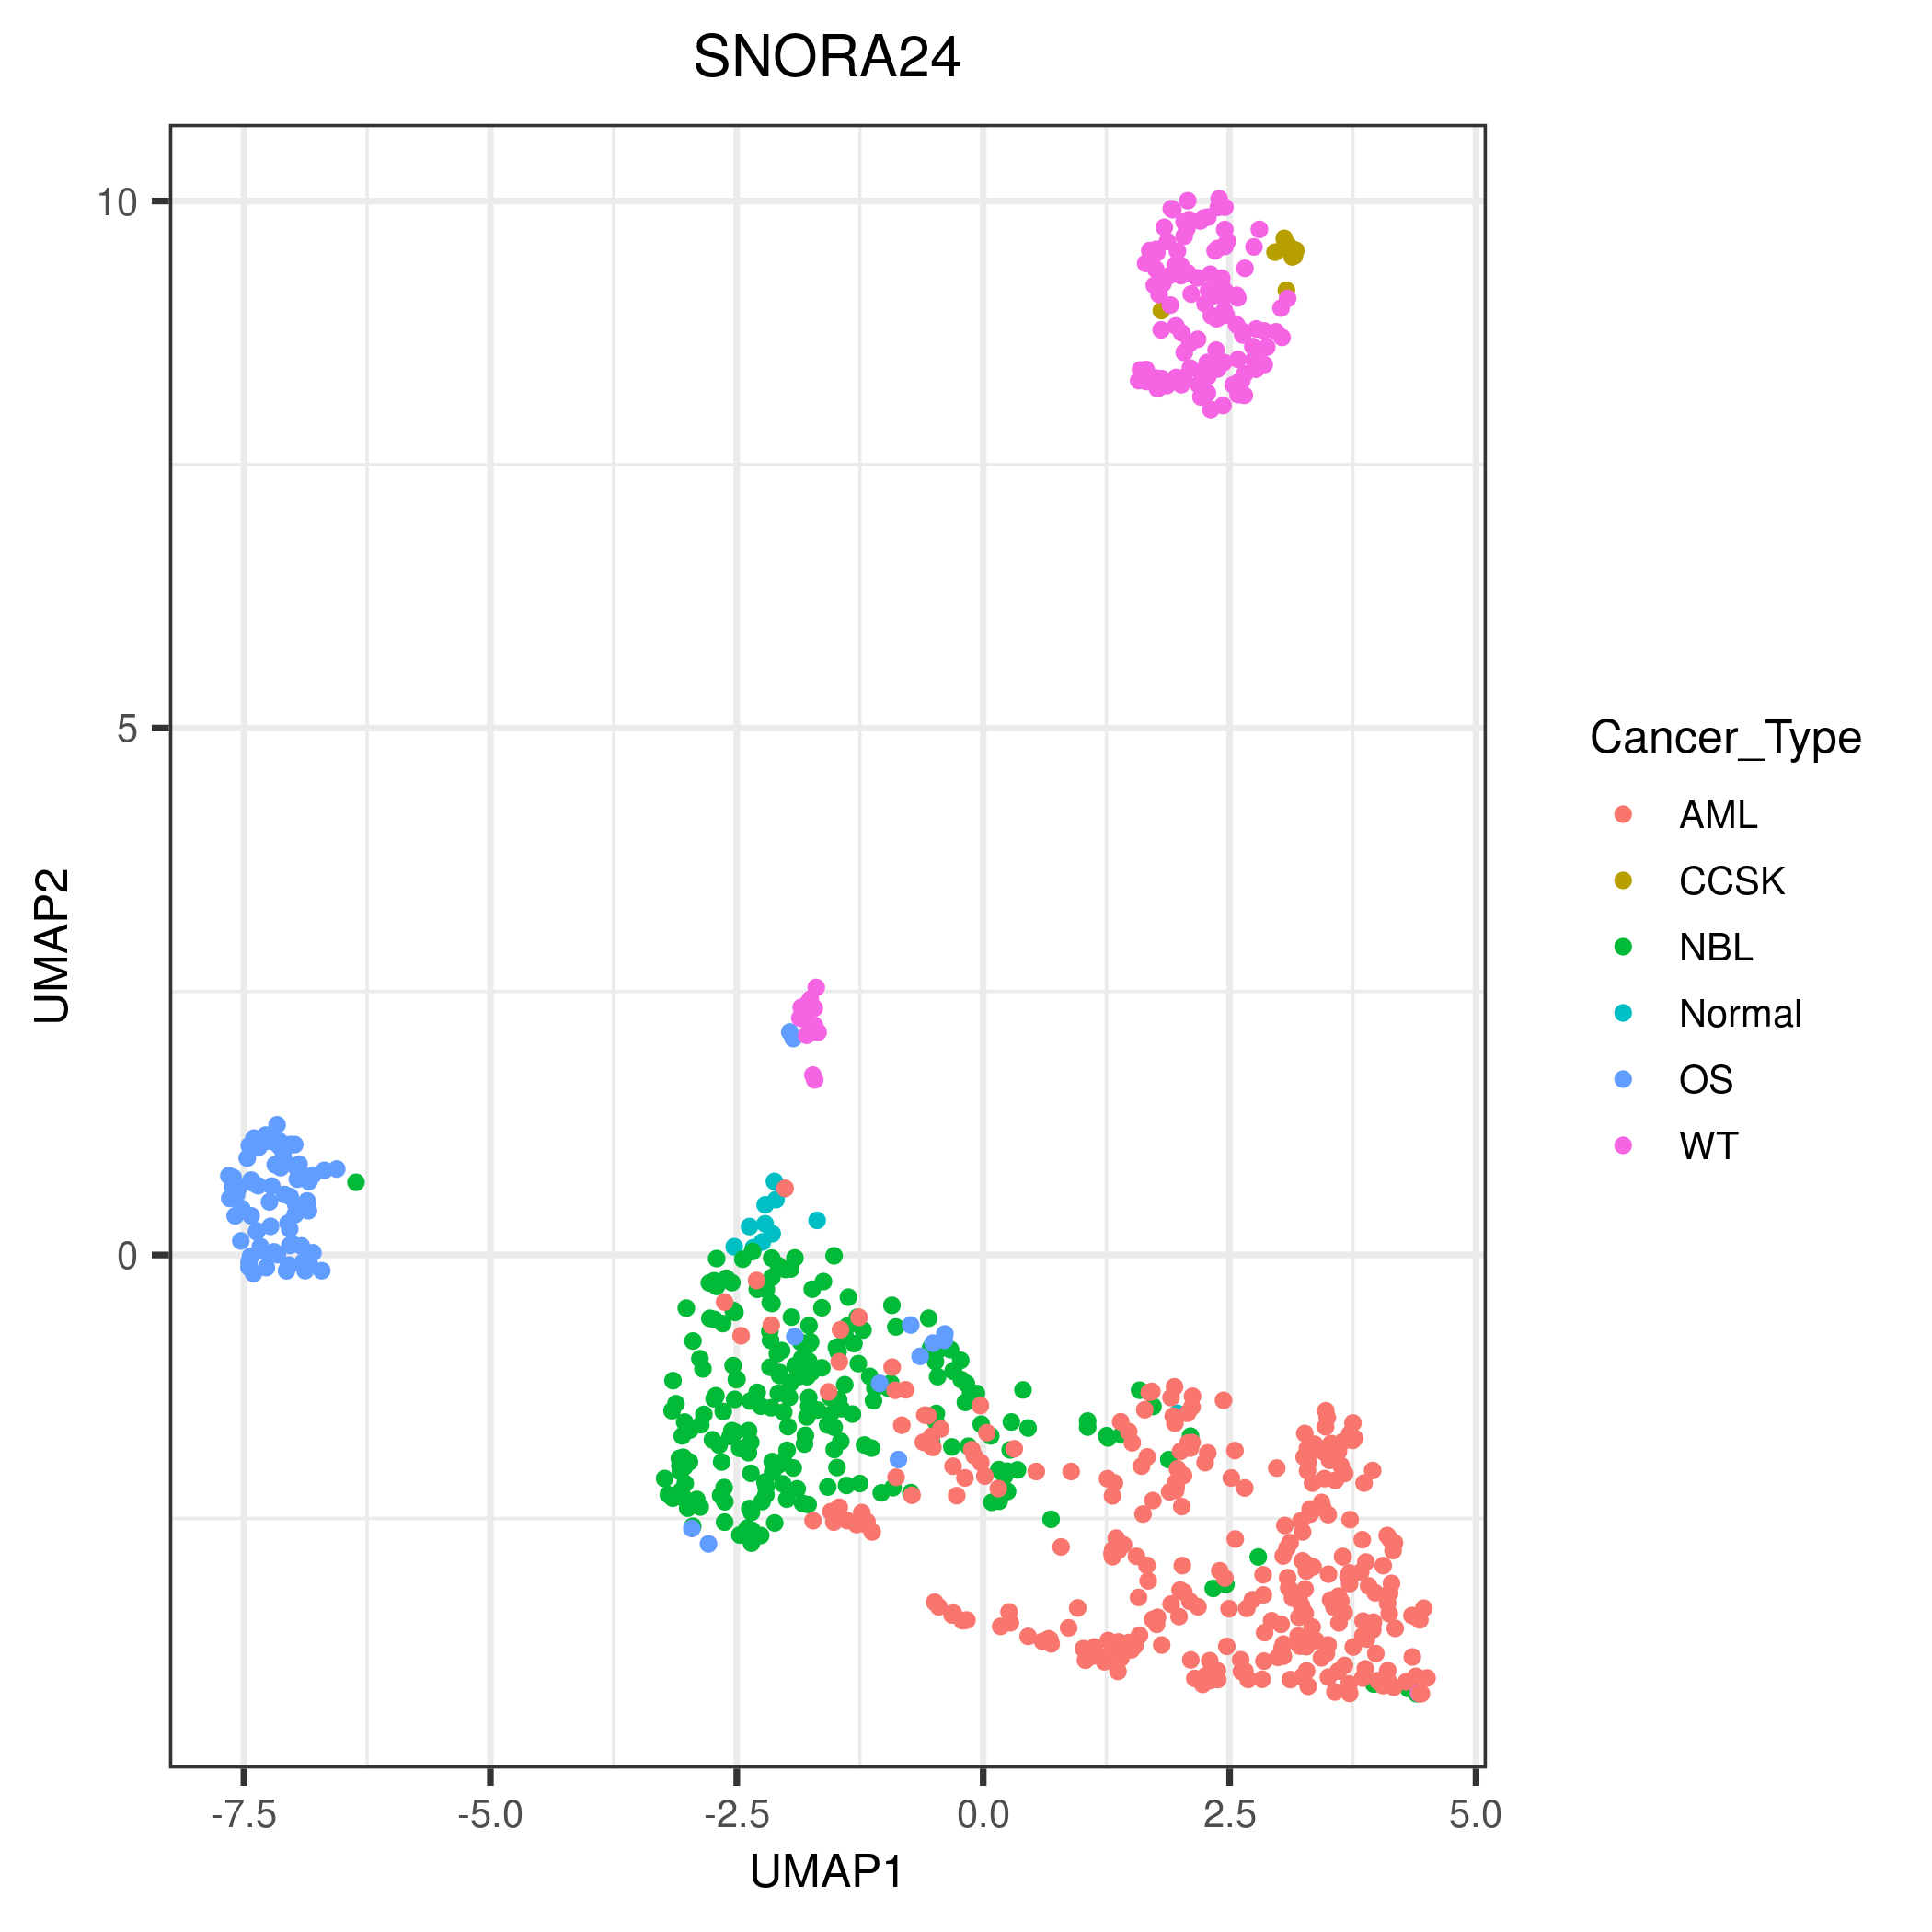 SNORA24
10
5
0
UMAP2
-7.5
-5.0
-2.5
0.0
2.5
5.0
UMAP1
Cancer_Type
AML
CCSK
NBL
Normal
OS
WT